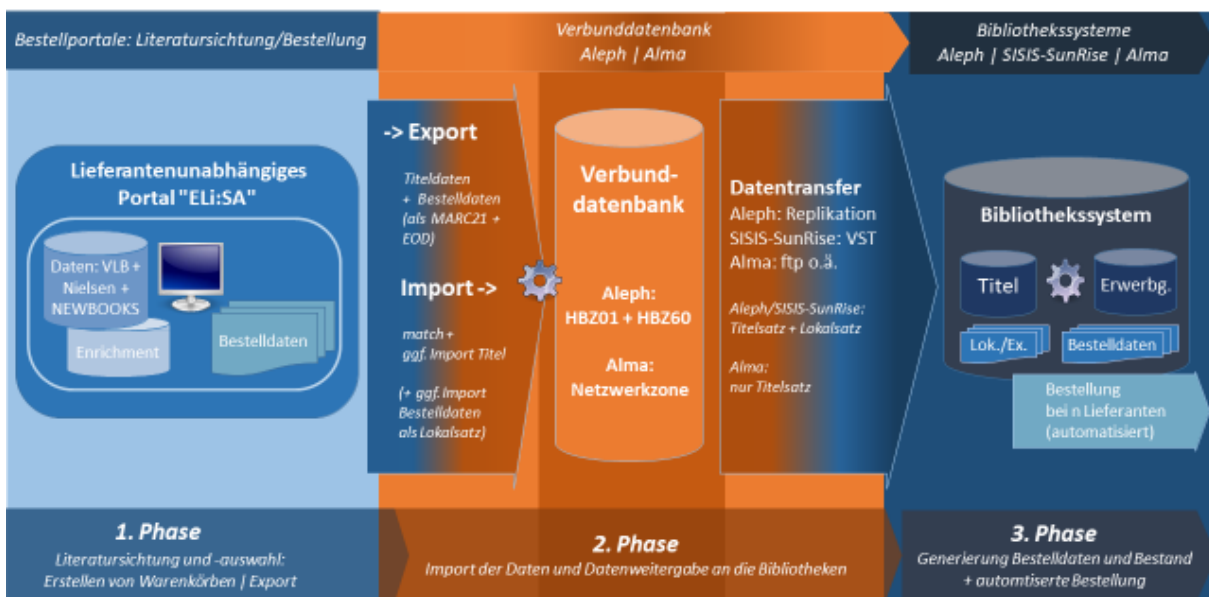 Bestellportale: Literatursichtung/Bestellung
Verbunddatenbank
Aleph | Alma
Bibliothekssysteme
Aleph | SISIS-SunRise | Alma
Lieferantenunabhängiges
Portal "ELi:SA"
Daten: VLB +
Nielsen +
NEWBOOKS
Enrichment
Bestelldaten
-> Export
Titeldaten
+ Bestelldaten
(als MARC21 +
EOD)
Import ->
match +
ggf. Import Titel
(+ ggf. Import
Bestelldaten
als Lokalsatz)
Verbund-
datenbank
Aleph:
HBZ01 + HBZ60
Alma:
Netzwerkzone
Datentransfer
Aleph: Replikation
SISIS-SunRise: VST
Alma: ftp o.ä.
Aleph/SISIS-SunRise:
Titelsatz + Lokalsatz
Alma:
nur Titelsatz
Bibliothekssystem
Titel
Erwerbg.
Lok./Ex.
Bestelldaten
Bestellung
bei n Lieferanten
(automatisiert)
1. Phase
Literatursichtung und -auswahl:
Erstellen von Warenkörben | Export
2. Phase
Import der Daten und Datenweitergabe an die Bibliotheken
3. Phase
Generierung Bestelldaten und Bestand
+ automtiserte Bestellung